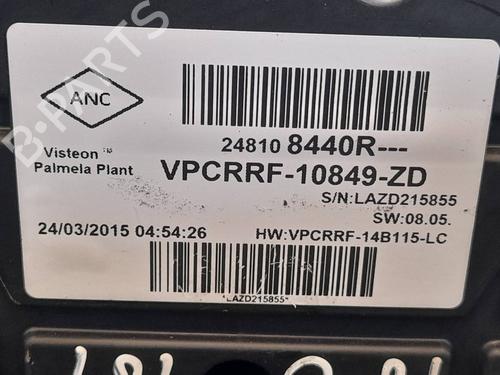 ANC
24810 8440R---
Visteon
Palmela Plant
VPCRRF-10849-ZD
S/N:LAZD215855
SW:08.05.
24/03/2015 04:54:26
HW:VPCRRF-14B115-LC
*LAZD215855*
B-PARTS